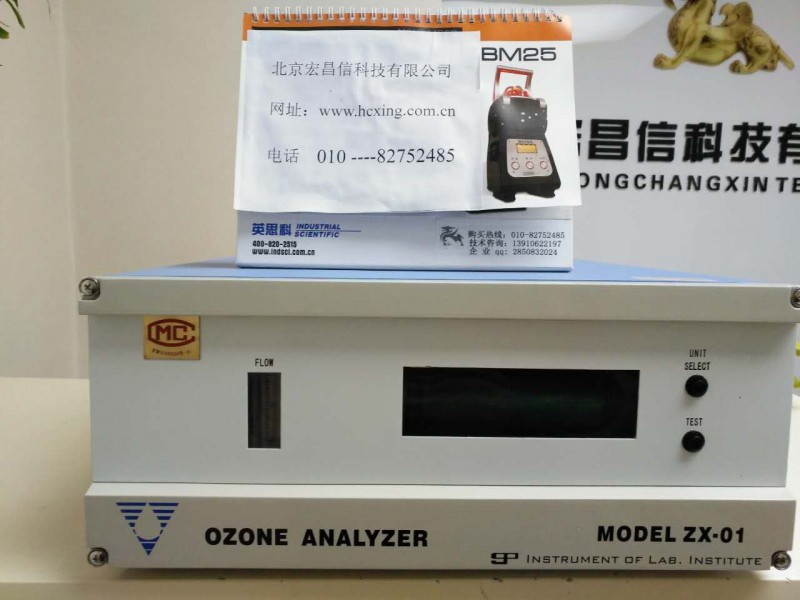 BM25
北京宏昌信科技有限公司
网址：www.hcxing.com.cn
电话 010 ----82752485
昌信科技有
ONGCHANGXIN TE
英思科 INDUSTRIAL SCIENTIFIC
400-820-2515
www.indsci.com.cn
购买热线：010-82752485
技术咨询：13910622197
企业 qq: 2850832024
MC
FLOW
UNIT
SELECT
TEST
OZONE ANALYZER
MODEL ZX-01
INSTRUMENT OF LAB. INSTITUTE